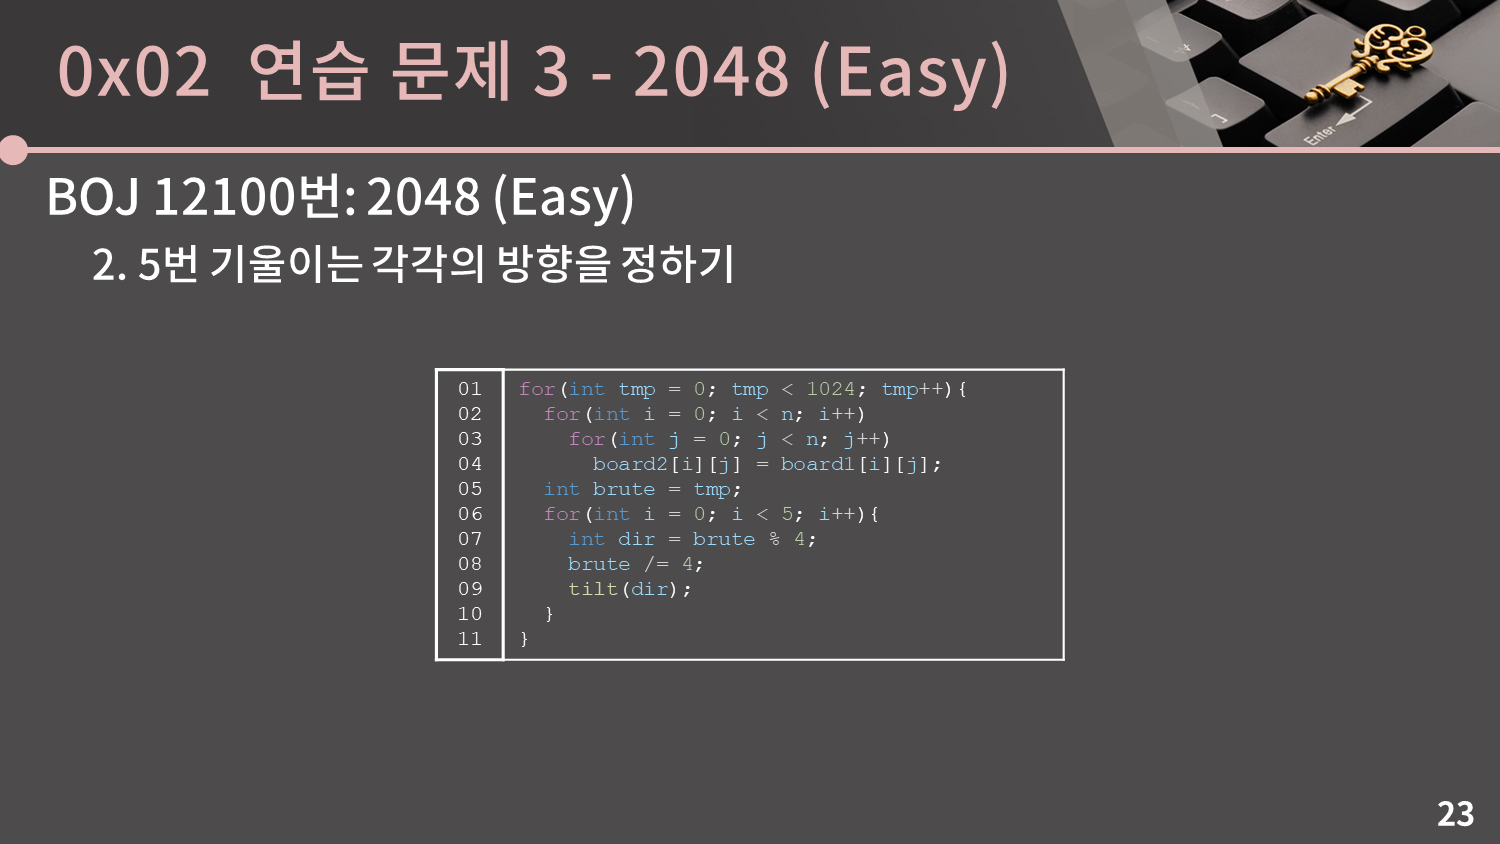 0x02 연습 문제 3 - 2048 (Easy)
Enter
BOJ 12100번: 2048 (Easy)
2. 5번 기울이는 각각의 방향을 정하기
01 for(int tmp = 0; tmp < 1024; tmp++){
02 for(int i = 0; i < n; i++)
03 for(int j = 0; j < n; j++)
04 board2[i][j] = board1[i][j];
05 int brute = tmp;
06 for(int i = 0; i < 5; i++){
07 int dir = brute % 4;
08 brute /= 4;
09 tilt(dir);
10 }
11 }
23